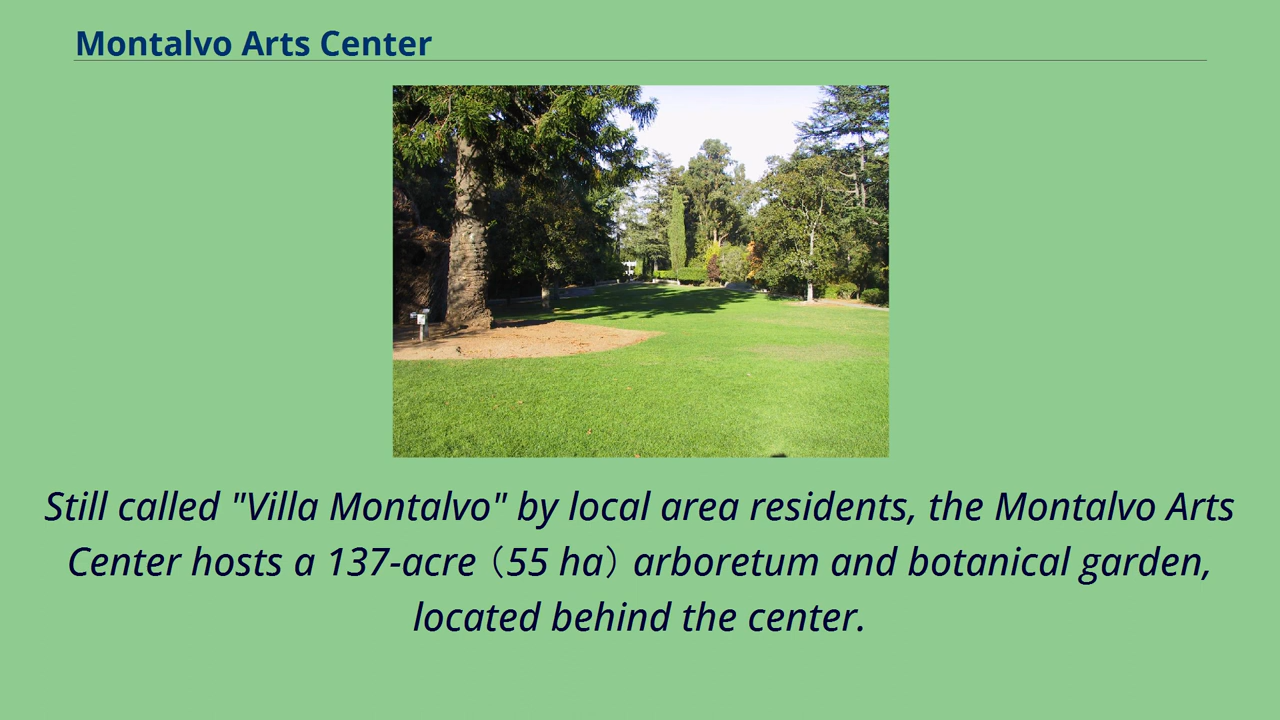 Montalvo Arts Center
Still called "Villa Montalvo" by local area residents, the Montalvo Arts
Center hosts a 137-acre（55 ha）arboretum and botanical garden,
located behind the center.